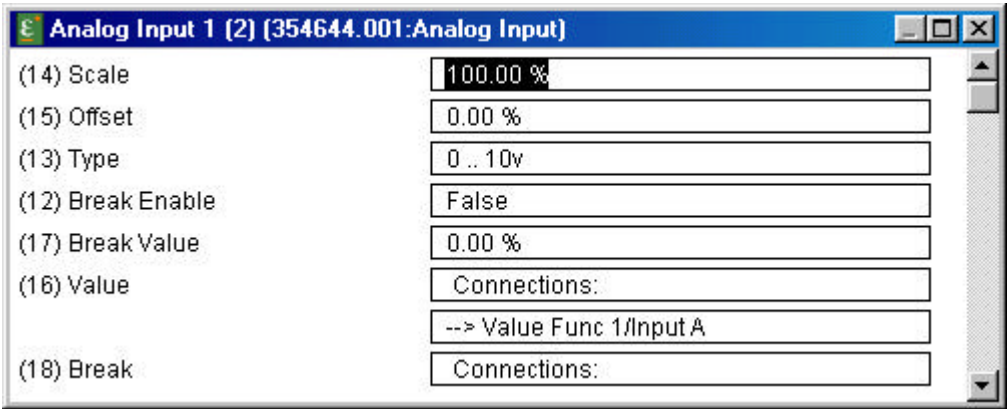 Analog Input 1 (2) (354644.001:Analog Input)
(14) Scale 100.00 %
(15) Offset 0.00 %
(13) Type 0 .. 10v
(12) Break Enable False
(17) Break Value 0.00 %
(16) Value Connections:
--> Value Func 1/Input A
(18) Break Connections: